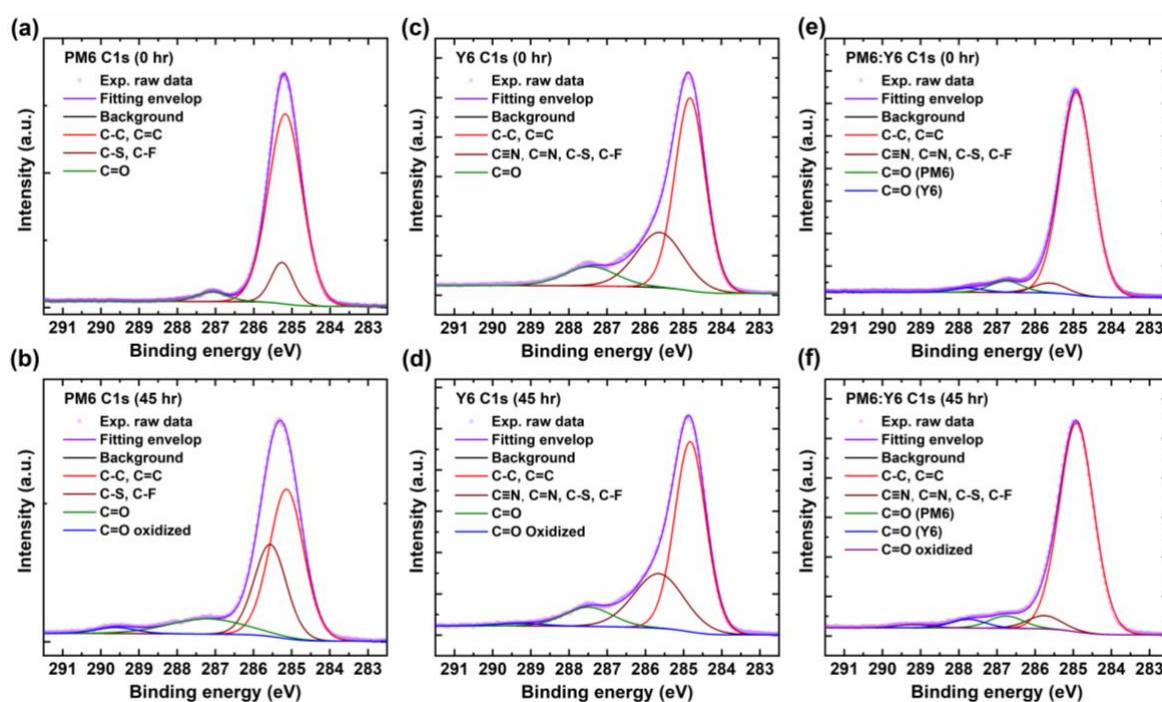 (a)
PM6 C1s (0 hr)
Exp. raw data
Fitting envelop
Background
C-C, C=C
C-S, C-F
C=O
Intensity (a.u.)
291 290 289 288 287 286 285 284 283
Binding energy (eV)
(c)
Y6 C1s (0 hr)
Exp. raw data
Fitting envelop
Background
C-C, C=C
C≡N, C=N, C-S, C-F
C=O
Intensity (a.u.)
291 290 289 288 287 286 285 284 283
Binding energy (eV)
(e)
PM6:Y6 C1s (0 hr)
Exp. raw data
Fitting envelop
Background
C-C, C=C
C≡N, C=N, C-S, C-F
C=O (PM6)
C=O (Y6)
Intensity (a.u.)
291 290 289 288 287 286 285 284 283
Binding energy (eV)
(b)
PM6 C1s (45 hr)
Exp. raw data
Fitting envelop
Background
C-C, C=C
C-S, C-F
C=O
C=O oxidized
Intensity (a.u.)
291 290 289 288 287 286 285 284 283
Binding energy (eV)
(d)
Y6 C1s (45 hr)
Exp. raw data
Fitting envelop
Background
C-C, C=C
C≡N, C=N, C-S, C-F
C=O
C=O Oxidized
Intensity (a.u.)
291 290 289 288 287 286 285 284 283
Binding energy (eV)
(f)
PM6:Y6 C1s (45 hr)
Exp. raw data
Fitting envelop
Background
C-C, C=C
C≡N, C=N, C-S, C-F
C=O (PM6)
C=O (Y6)
C=O oxidized
Intensity (a.u.)
291 290 289 288 287 286 285 284 283
Binding energy (eV)